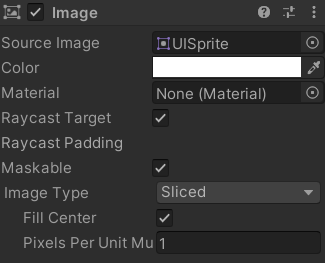 Image
Source Image UISprite
Color
Material None (Material)
Raycast Target
Raycast Padding
Maskable
Image Type Sliced
Fill Center
Pixels Per Unit Mu 1